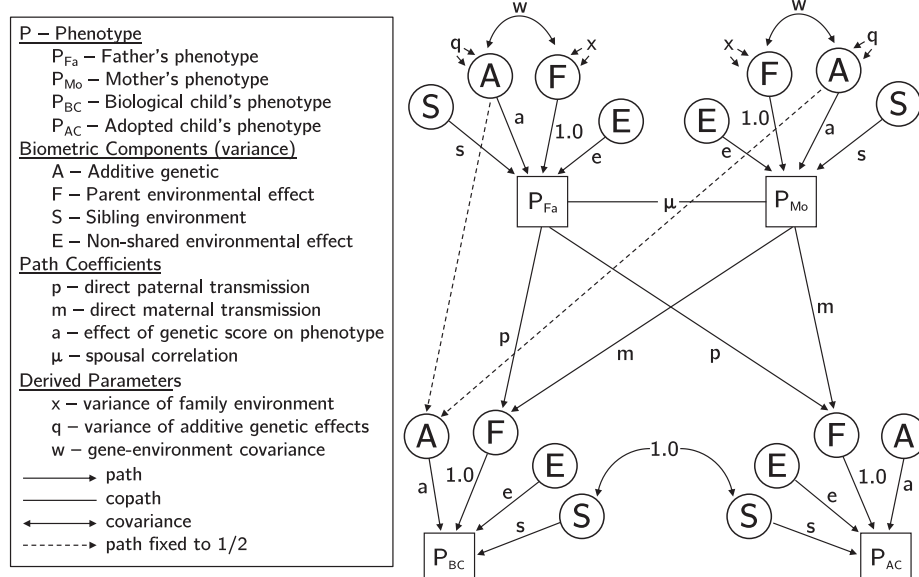 P – Phenotype
P_Fa – Father's phenotype
P_Mo – Mother's phenotype
P_BC – Biological child's phenotype
P_AC – Adopted child's phenotype
Biometric Components (variance)
A – Additive genetic
F – Parent environmental effect
S – Sibling environment
E – Non-shared environmental effect
Path Coefficients
p – direct paternal transmission
m – direct maternal transmission
a – effect of genetic score on phenotype
μ – spousal correlation
Derived Parameters
x – variance of family environment
q – variance of additive genetic effects
w – gene-environment covariance
path
copath
covariance
path fixed to 1/2
w w
q x x q
A F F A
S E E S
a 1.0 1.0 a
s e e s
P_Fa μ P_Mo
p m p m
A F F A
E 1.0 E
a 1.0 1.0 a
e e
S S
s s
P_BC P_AC